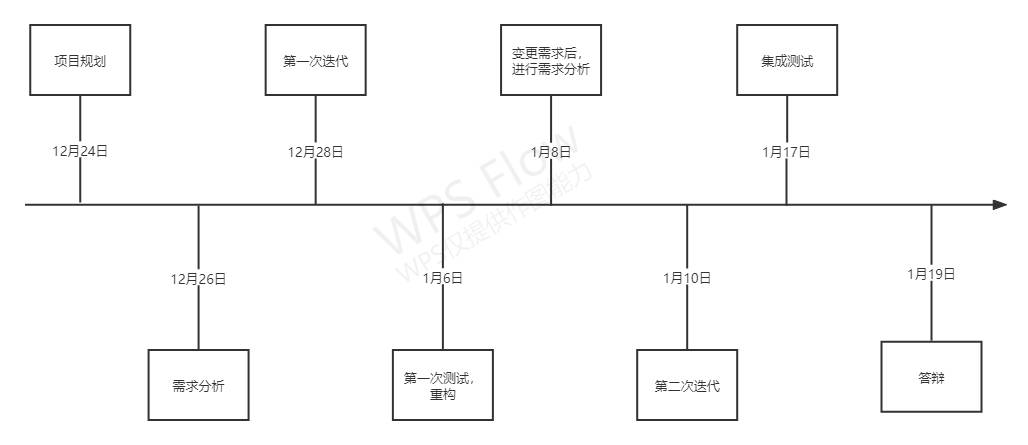 项目规划
第一次迭代
变更需求后，
进行需求分析
集成测试
12月24日
12月28日
1月8日
1月17日
WPS Flow
WPS仅提供作图能力
12月26日
1月6日
1月10日
1月19日
需求分析
第一次测试，
重构
第二次迭代
答辩